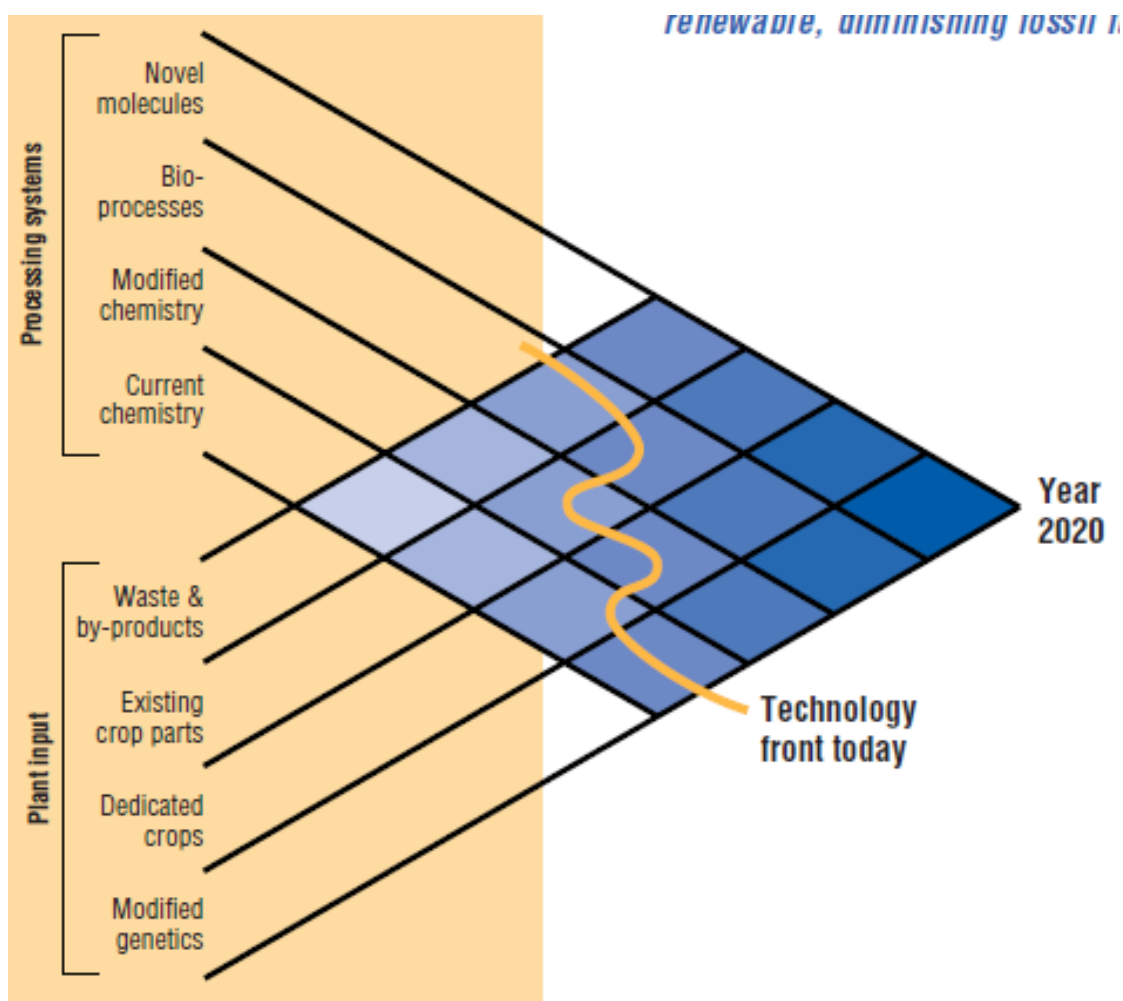 renewable, diminishing fossil
Processing systems
Novel
molecules
Bio-
processes
Modified
chemistry
Current
chemistry
Plant input
Waste &
by-products
Existing
crop parts
Dedicated
crops
Modified
genetics
Year
2020
Technology
front today